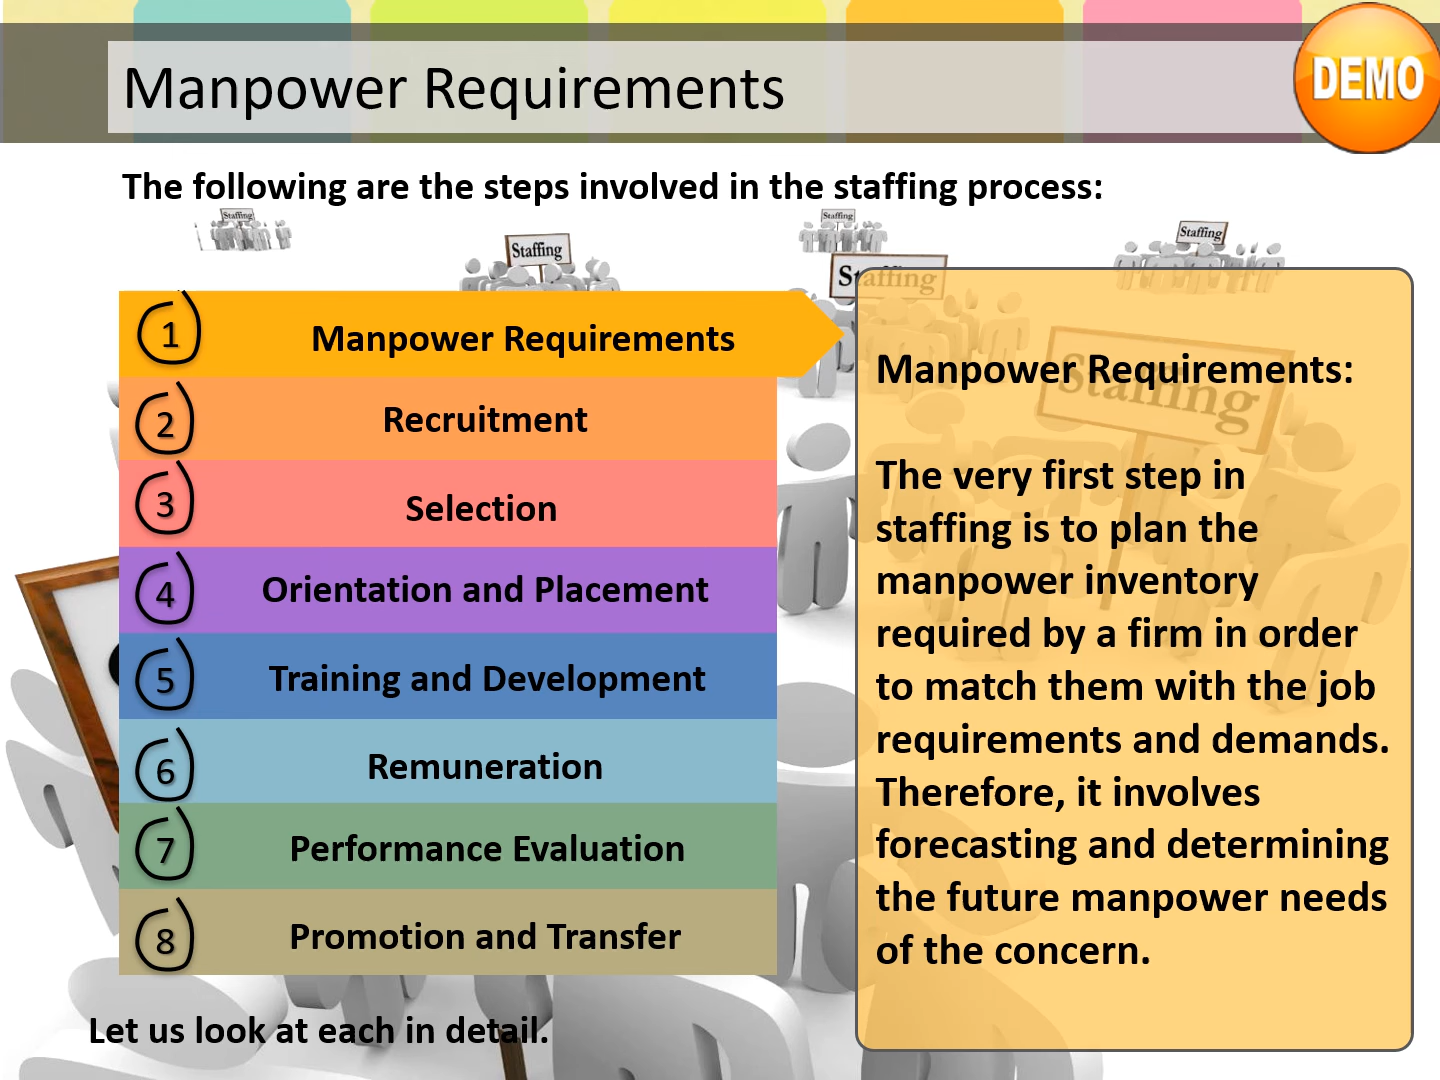 Manpower Requirements
DEMO
The following are the steps involved in the staffing process:
Staffing
Staffing
Staffing
Staffing
Staffing
1 Manpower Requirements
2 Recruitment
3 Selection
4 Orientation and Placement
5 Training and Development
6 Remuneration
7 Performance Evaluation
8 Promotion and Transfer
Staffing
Manpower Requirements:
The very first step in
staffing is to plan the
manpower inventory
required by a firm in order
to match them with the job
requirements and demands.
Therefore, it involves
forecasting and determining
the future manpower needs
of the concern.
Let us look at each in detail.